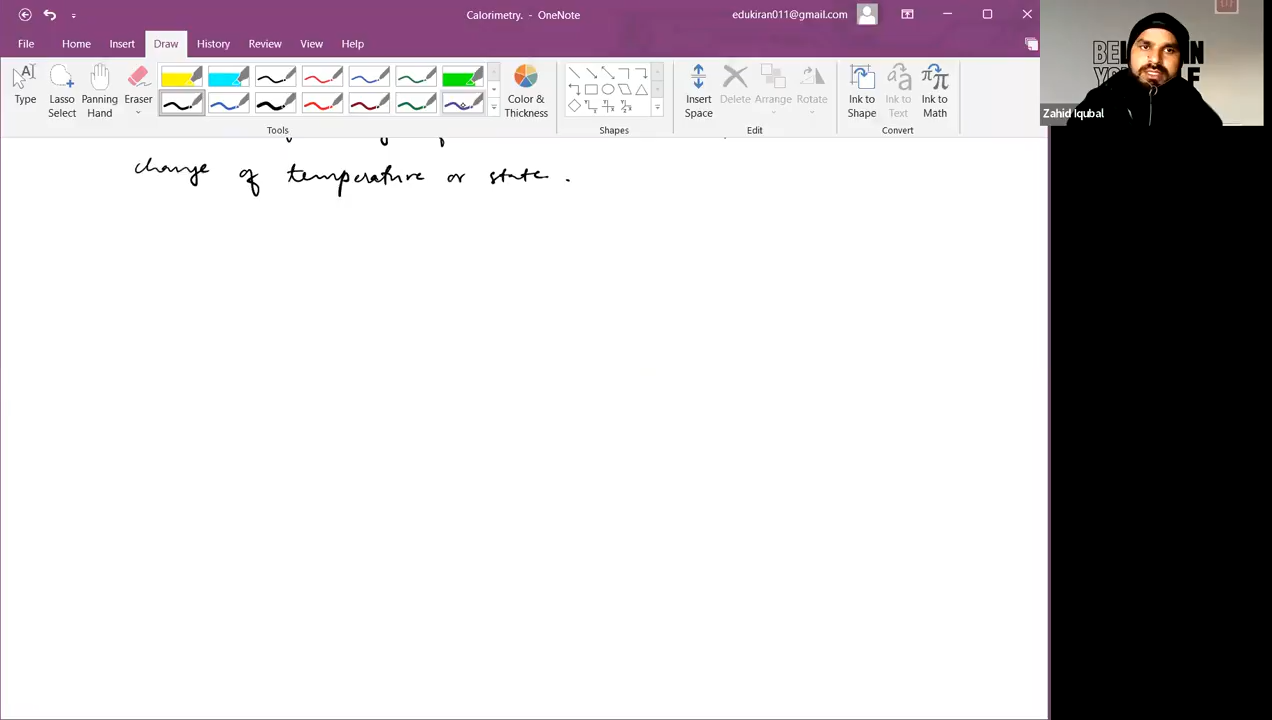 Calorimetry. - OneNote
edukiran011@gmail.com
File Home Insert Draw History Review View Help
Type Lasso Select Panning Hand Eraser Color & Thickness Insert Space Delete Arrange Rotate Ink to Shape Ink to Text Ink to Math
Tools Shapes Edit Convert
Zahid Iqubal
change of temperature or state .